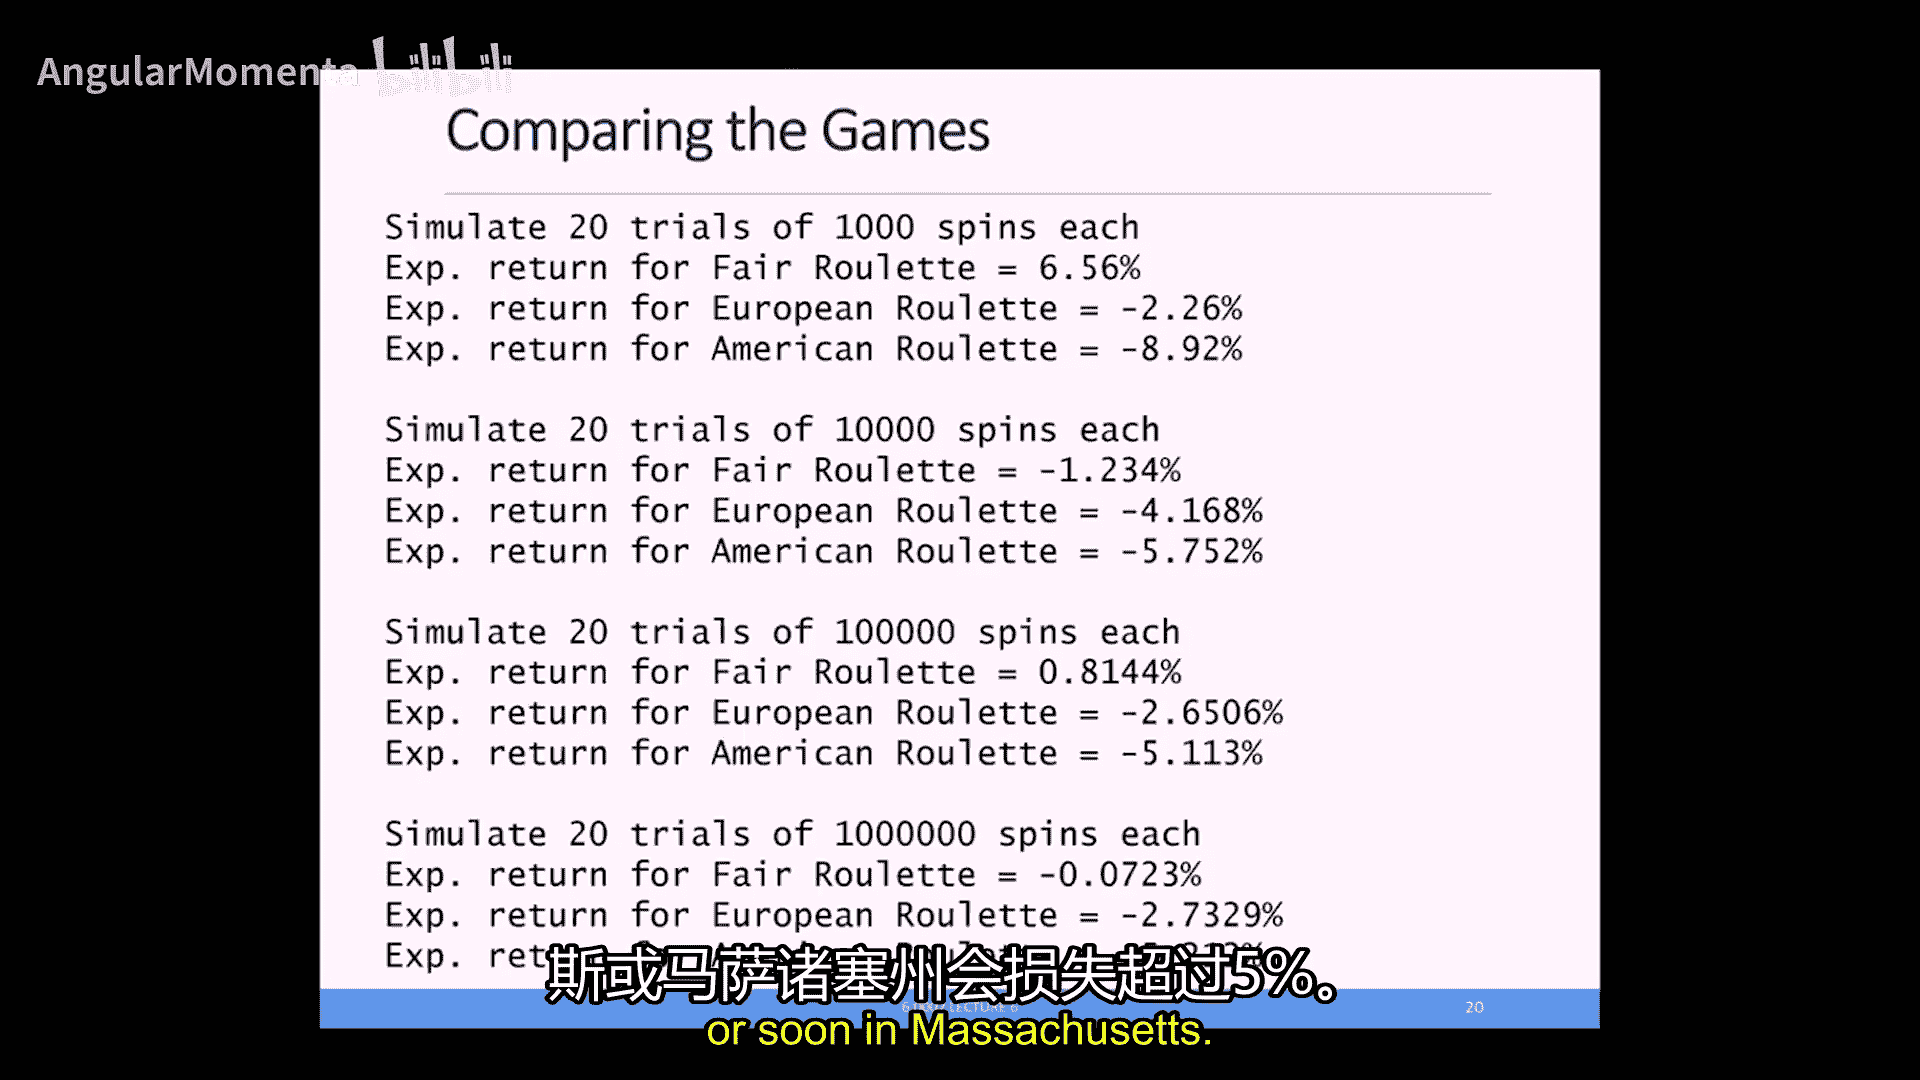 AngularMomenta bilibili
Comparing the Games
Simulate 20 trials of 1000 spins each
Exp. return for Fair Roulette = 6.56%
Exp. return for European Roulette = -2.26%
Exp. return for American Roulette = -8.92%
Simulate 20 trials of 10000 spins each
Exp. return for Fair Roulette = -1.234%
Exp. return for European Roulette = -4.168%
Exp. return for American Roulette = -5.752%
Simulate 20 trials of 100000 spins each
Exp. return for Fair Roulette = 0.8144%
Exp. return for European Roulette = -2.6506%
Exp. return for American Roulette = -5.113%
Simulate 20 trials of 1000000 spins each
Exp. return for Fair Roulette = -0.0723%
Exp. return for European Roulette = -2.7329%
Exp.
斯或马萨诸塞州会损失超过5%。
LECTURE 20
or soon in Massachusetts.